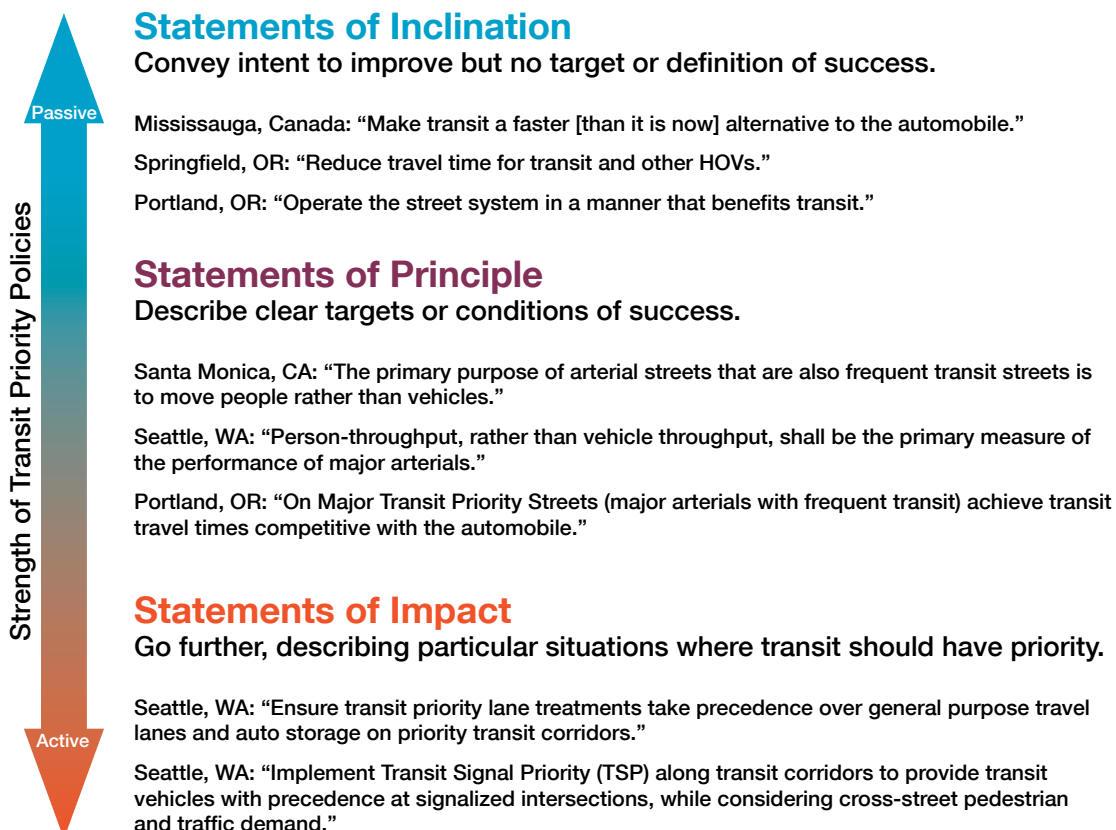 Statements of Inclination
Convey intent to improve but no target or definition of success.
Passive
Mississauga, Canada: “Make transit a faster [than it is now] alternative to the automobile.”
Springfield, OR: “Reduce travel time for transit and other HOVs.”
Portland, OR: “Operate the street system in a manner that benefits transit.”
Strength of Transit Priority Policies
Statements of Principle
Describe clear targets or conditions of success.
Santa Monica, CA: “The primary purpose of arterial streets that are also frequent transit streets is
to move people rather than vehicles.”
Seattle, WA: “Person-throughput, rather than vehicle throughput, shall be the primary measure of
the performance of major arterials.”
Portland, OR: “On Major Transit Priority Streets (major arterials with frequent transit) achieve transit
travel times competitive with the automobile.”
Statements of Impact
Go further, describing particular situations where transit should have priority.
Seattle, WA: “Ensure transit priority lane treatments take precedence over general purpose travel
lanes and auto storage on priority transit corridors.”
Active
Seattle, WA: “Implement Transit Signal Priority (TSP) along transit corridors to provide transit
vehicles with precedence at signalized intersections, while considering cross-street pedestrian
and traffic demand.”